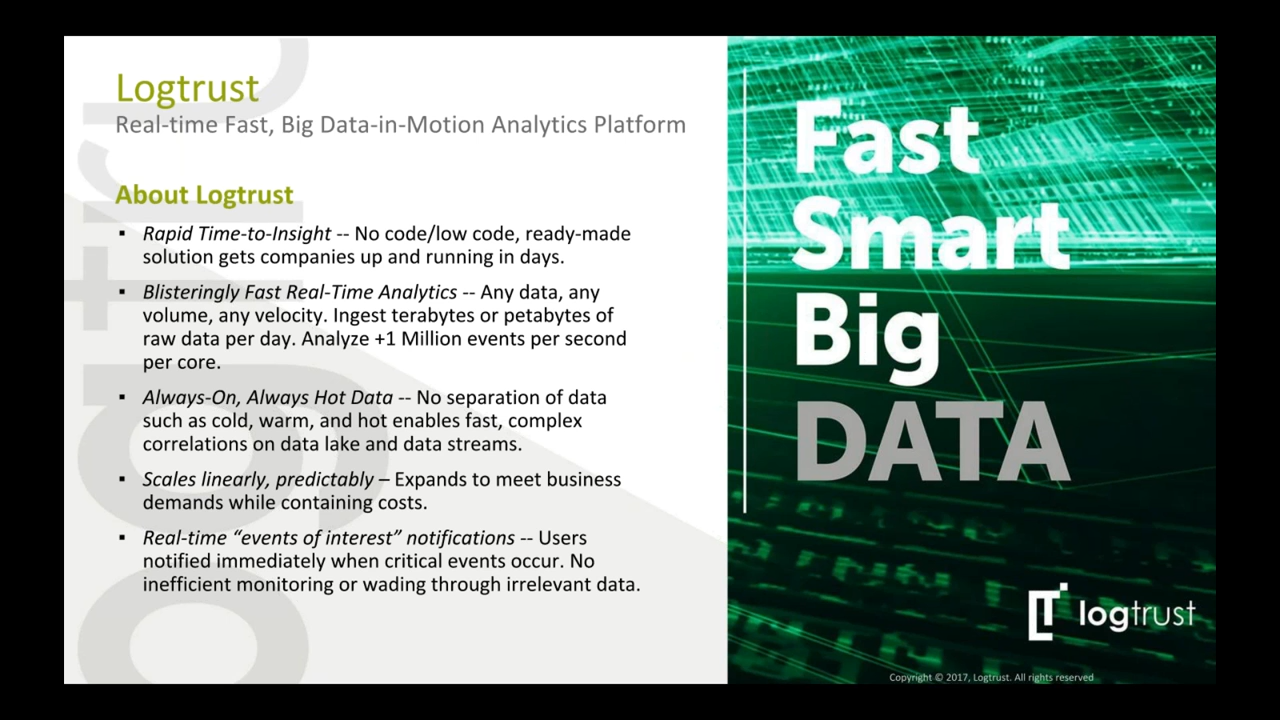 Logtrust
Real-time Fast, Big Data-in-Motion Analytics Platform
About Logtrust
▪ Rapid Time-to-Insight -- No code/low code, ready-made
solution gets companies up and running in days.
▪ Blisteringly Fast Real-Time Analytics -- Any data, any
volume, any velocity. Ingest terabytes or petabytes of
raw data per day. Analyze +1 Million events per second
per core.
▪ Always-On, Always Hot Data -- No separation of data
such as cold, warm, and hot enables fast, complex
correlations on data lake and data streams.
▪ Scales linearly, predictably – Expands to meet business
demands while containing costs.
▪ Real-time “events of interest” notifications -- Users
notified immediately when critical events occur. No
inefficient monitoring or wading through irrelevant data.
Fast
Smart
Big
DATA
logtrust
Copyright © 2017, Logtrust. All rights reserved